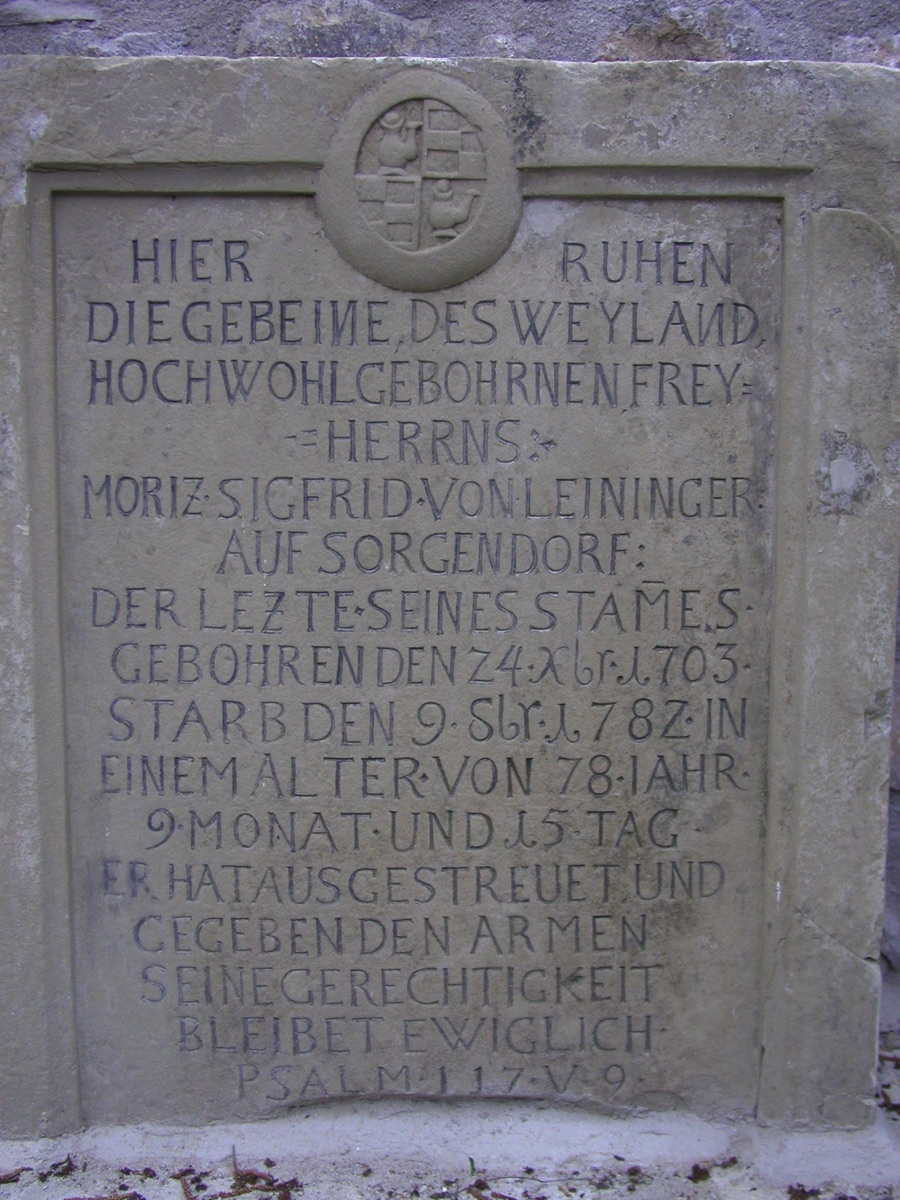 HIER RUHEN
DIE GEBEINE, DES WEYLAND,
HOCHWOHLGEBOHRNEN FREY=
=HERRNS
MORIZ· SIGFRID·VON·LEININGER·
AUF SORGENDORF:
DER LEZTE·SEINES STAM̅ES·
GEBOHREN DEN 24·Xbr·1703·
STARB DEN 9·8br·1782·IN
EINEM ALTER·VON 78·IAHR·
9·MONAT·UND·15·TAG·
ER HAT AUSGESTREUET·UND
GEGEBEN DEN ARMEN
SEINE GERECHTIGKEIT
BLEIBET EWIGLICH·
PSALM·117·V·9·